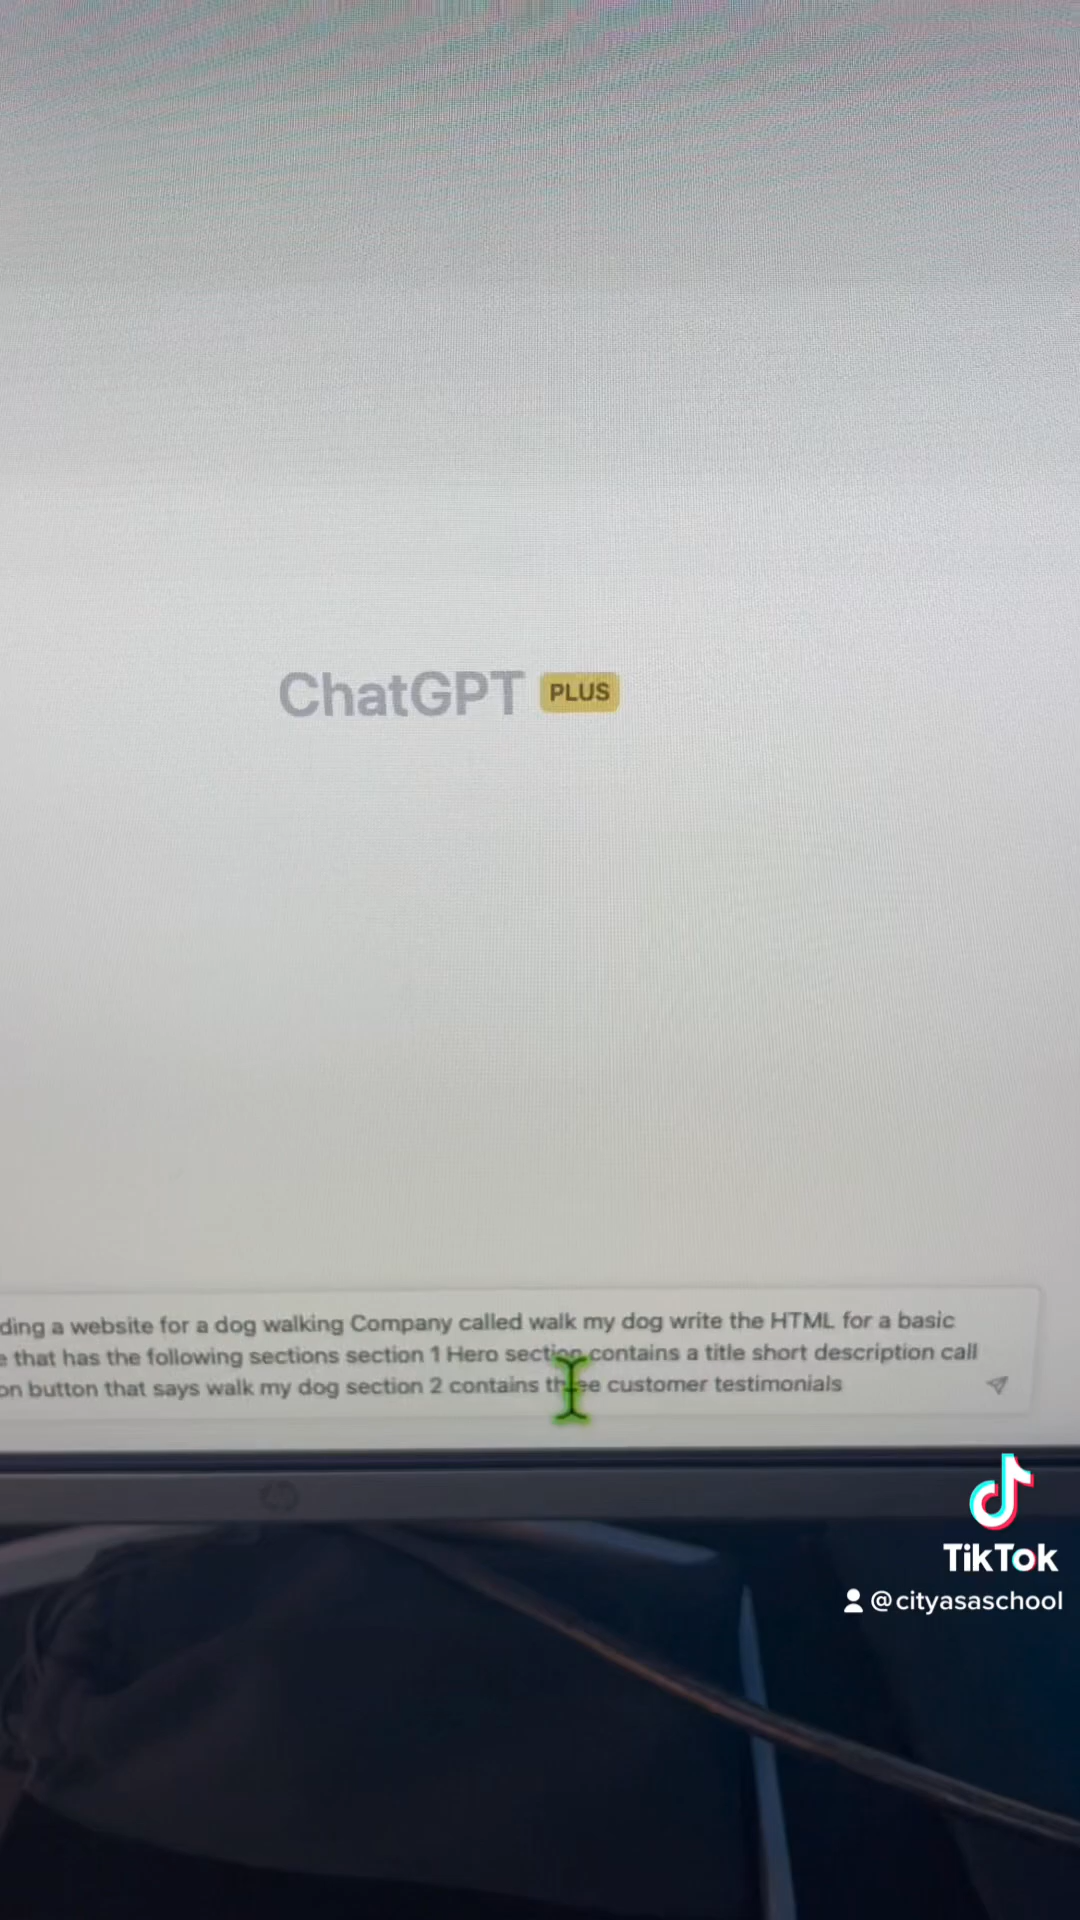 ChatGPT PLUS
ding a website for a dog walking Company called walk my dog write the HTML for a basic
e that has the following sections section 1 Hero section contains a title short description call
on button that says walk my dog section 2 contains three customer testimonials
TikTok
@cityasaschool